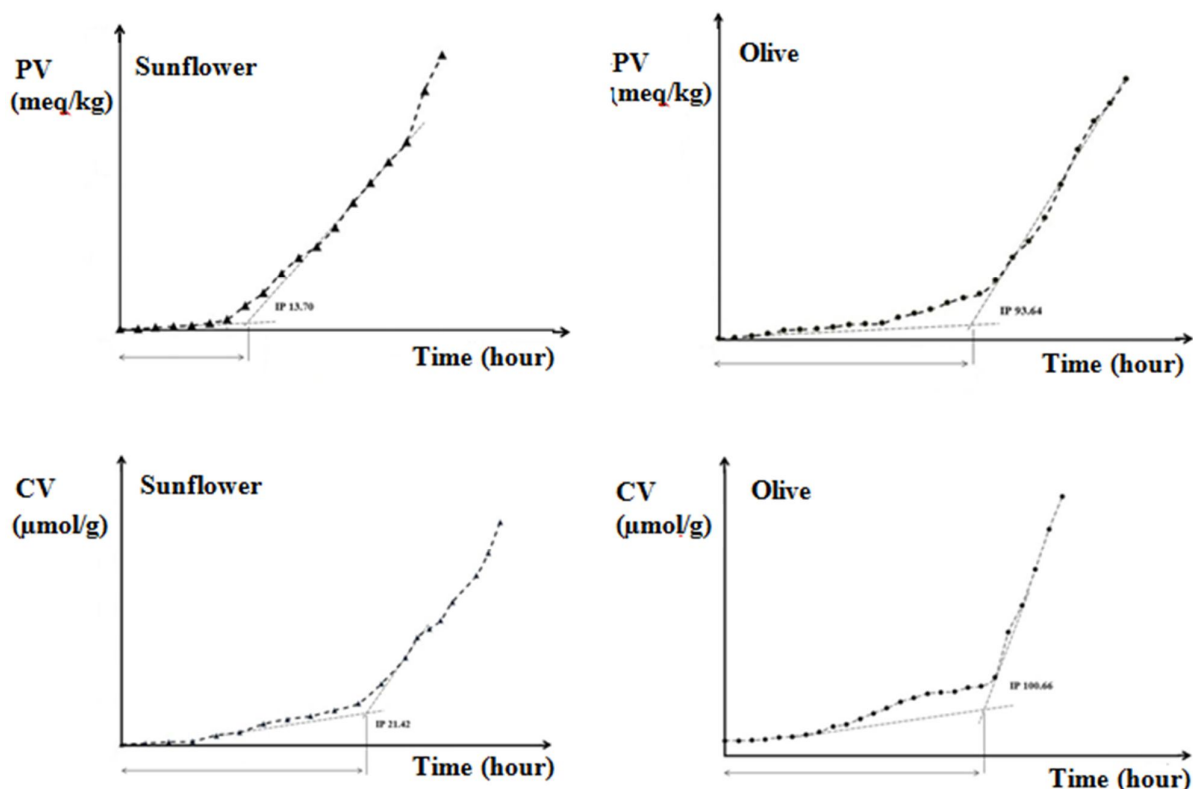 PV
(meq/kg)
Sunflower
IP 13.70
Time (hour)
PV
(meq/kg)
Olive
IP 93.64
Time (hour)
CV
(µmol/g)
Sunflower
IP 21.42
Time (hour)
CV
(µmol/g)
Olive
IP 100.66
Time (hour)